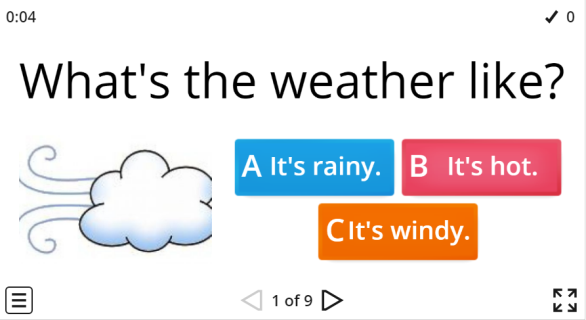 0:04
✓ 0
What's the weather like?
A It's rainy.
B It's hot.
C It's windy.
1 of 9